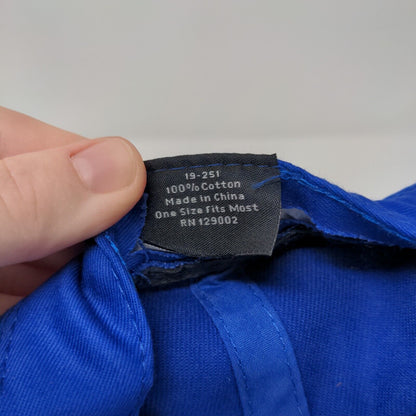 19-251
100% Cotton
Made in China
One Size Fits Most
RN 129002